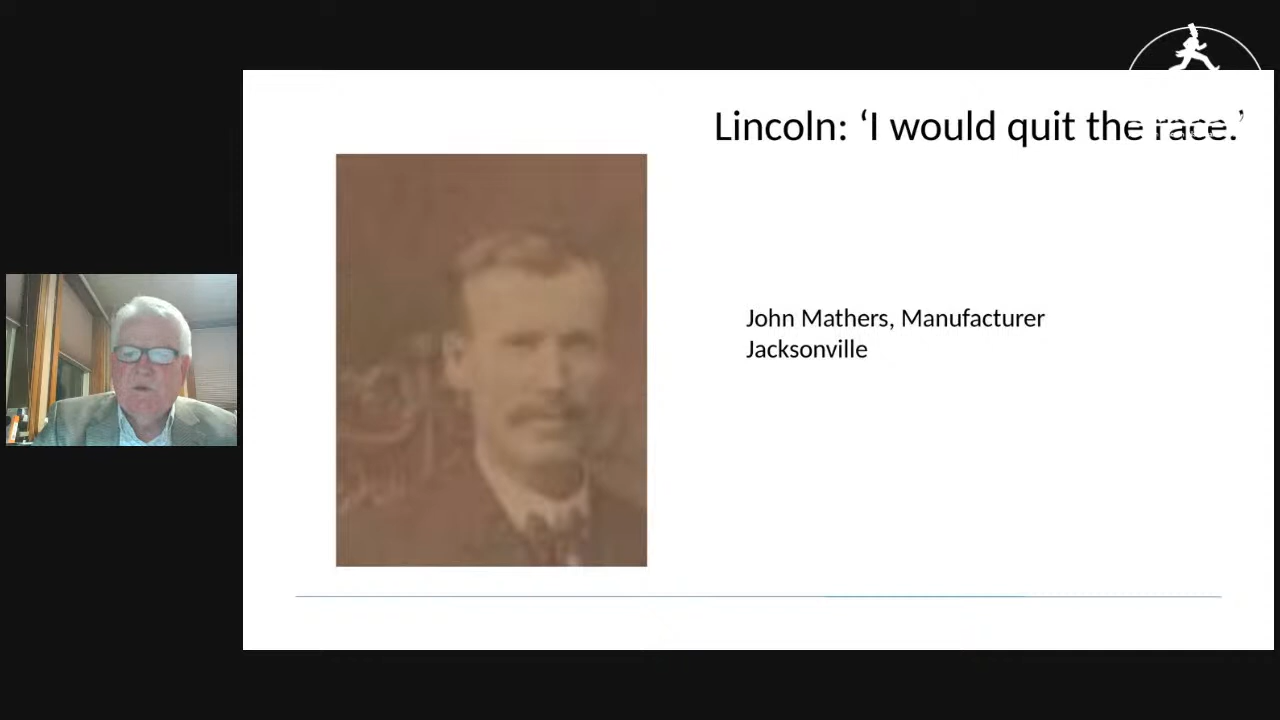 Lincoln: ‘I would quit the race.’
John Mathers, Manufacturer
Jacksonville